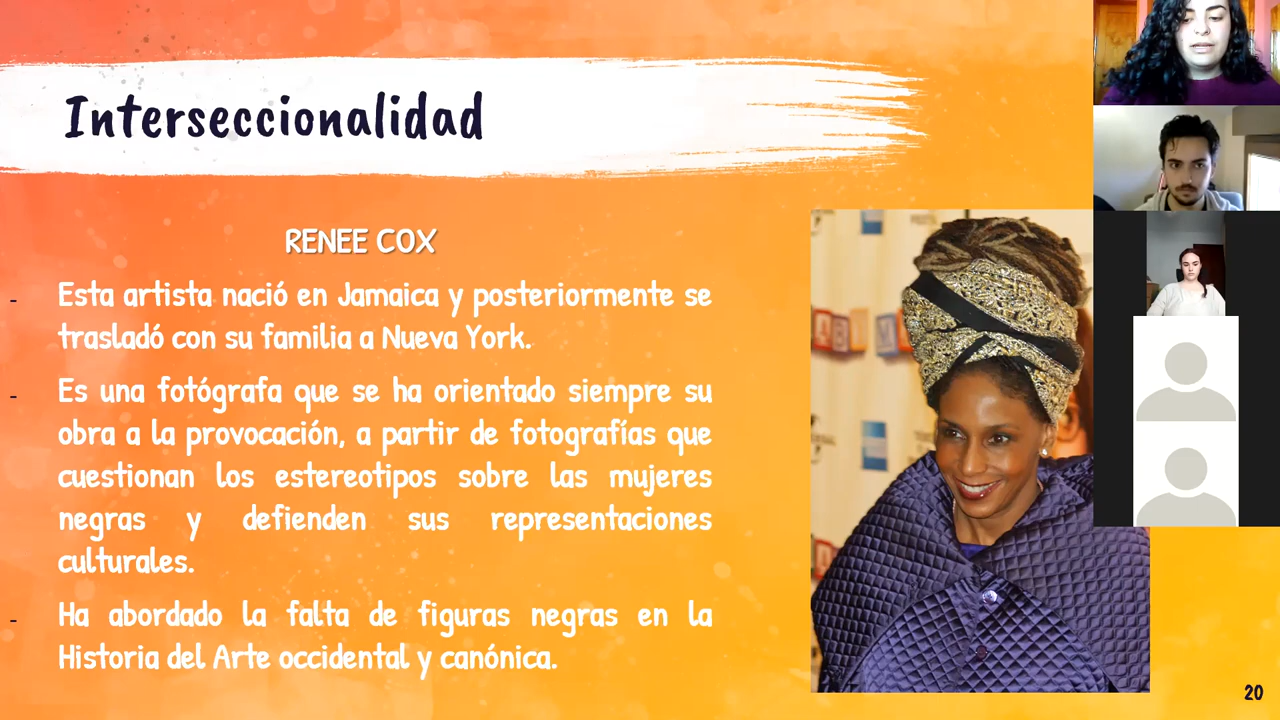 Interseccionalidad
RENEE COX
- Esta artista nació en Jamaica y posteriormente se
trasladó con su familia a Nueva York.
- Es una fotógrafa que se ha orientado siempre su
obra a la provocación, a partir de fotografías que
cuestionan los estereotipos sobre las mujeres
negras y defienden sus representaciones
culturales.
- Ha abordado la falta de figuras negras en la
Historia del Arte occidental y canónica.
20